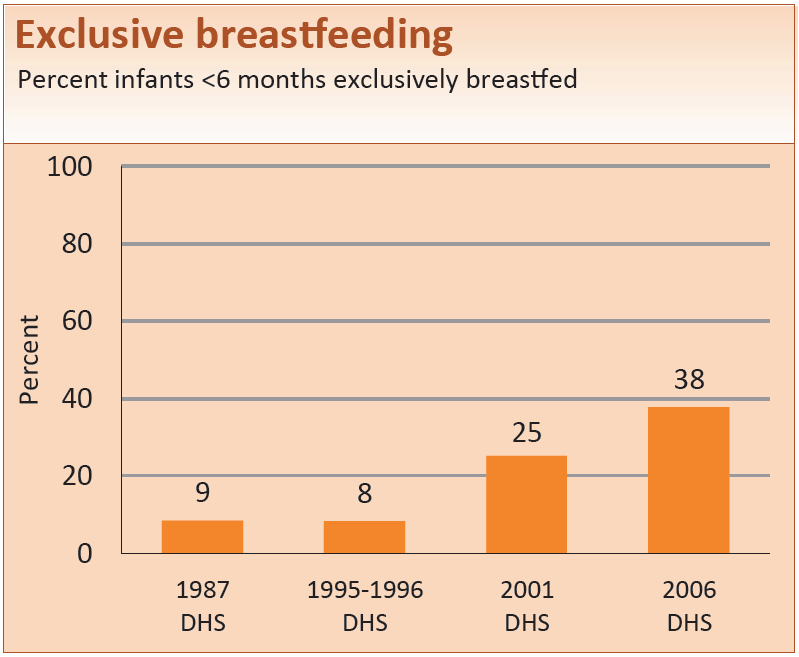 Exclusive breastfeeding
Percent infants <6 months exclusively breastfed
100
80
60
40
20
0
Percent
9
8
25
38
1987
DHS
1995-1996
DHS
2001
DHS
2006
DHS